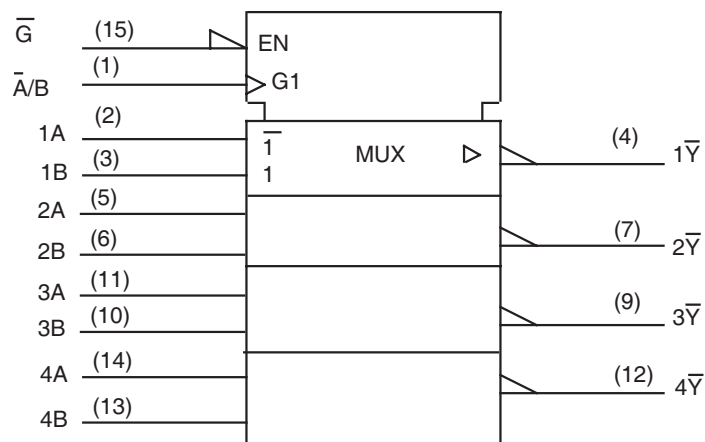 G̅ (15) EN
A̅/B (1) G1
1A (2) 1̅ MUX (4) 1Y̅
1B (3) 1
2A (5)
2B (6) (7) 2Y̅
3A (11)
3B (10) (9) 3Y̅
4A (14) (12) 4Y̅
4B (13)